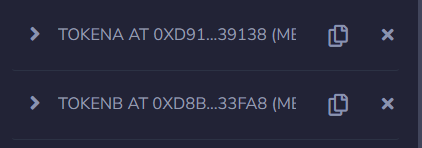 TOKENA AT 0XD91...39138 (ME
TOKENB AT 0XD8B...33FA8 (ME